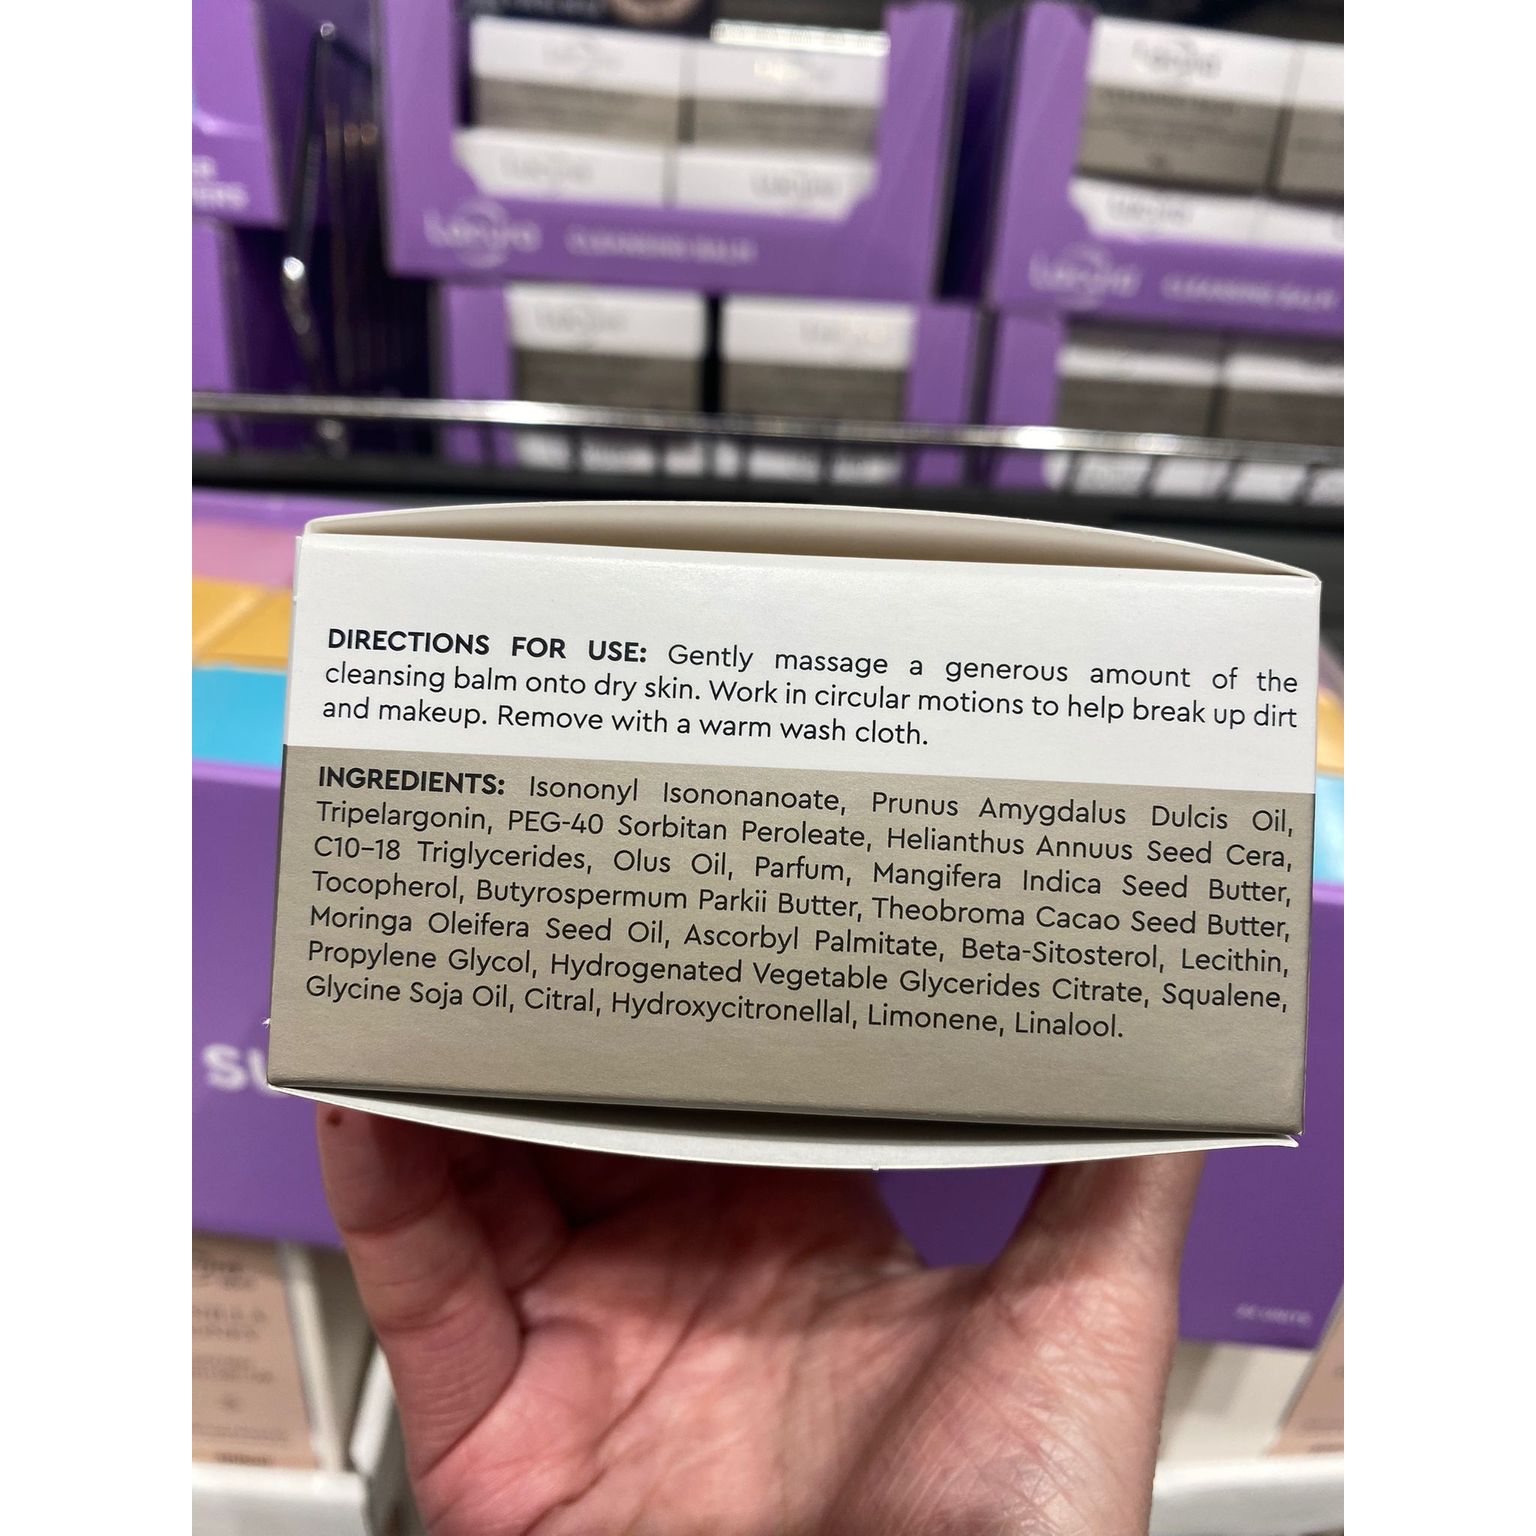 Lacura
CLEANSING BALM
Lacura
CLEANSING BALM
DIRECTIONS FOR USE: Gently massage a generous amount of the
cleansing balm onto dry skin. Work in circular motions to help break up dirt
and makeup. Remove with a warm wash cloth.
INGREDIENTS: Isononyl Isononanoate, Prunus Amygdalus Dulcis Oil,
Tripelargonin, PEG-40 Sorbitan Peroleate, Helianthus Annuus Seed Cera,
C10-18 Triglycerides, Olus Oil, Parfum, Mangifera Indica Seed Butter,
Tocopherol, Butyrospermum Parkii Butter, Theobroma Cacao Seed Butter,
Moringa Oleifera Seed Oil, Ascorbyl Palmitate, Beta-Sitosterol, Lecithin,
Propylene Glycol, Hydrogenated Vegetable Glycerides Citrate, Squalene,
Glycine Soja Oil, Citral, Hydroxycitronellal, Limonene, Linalool.